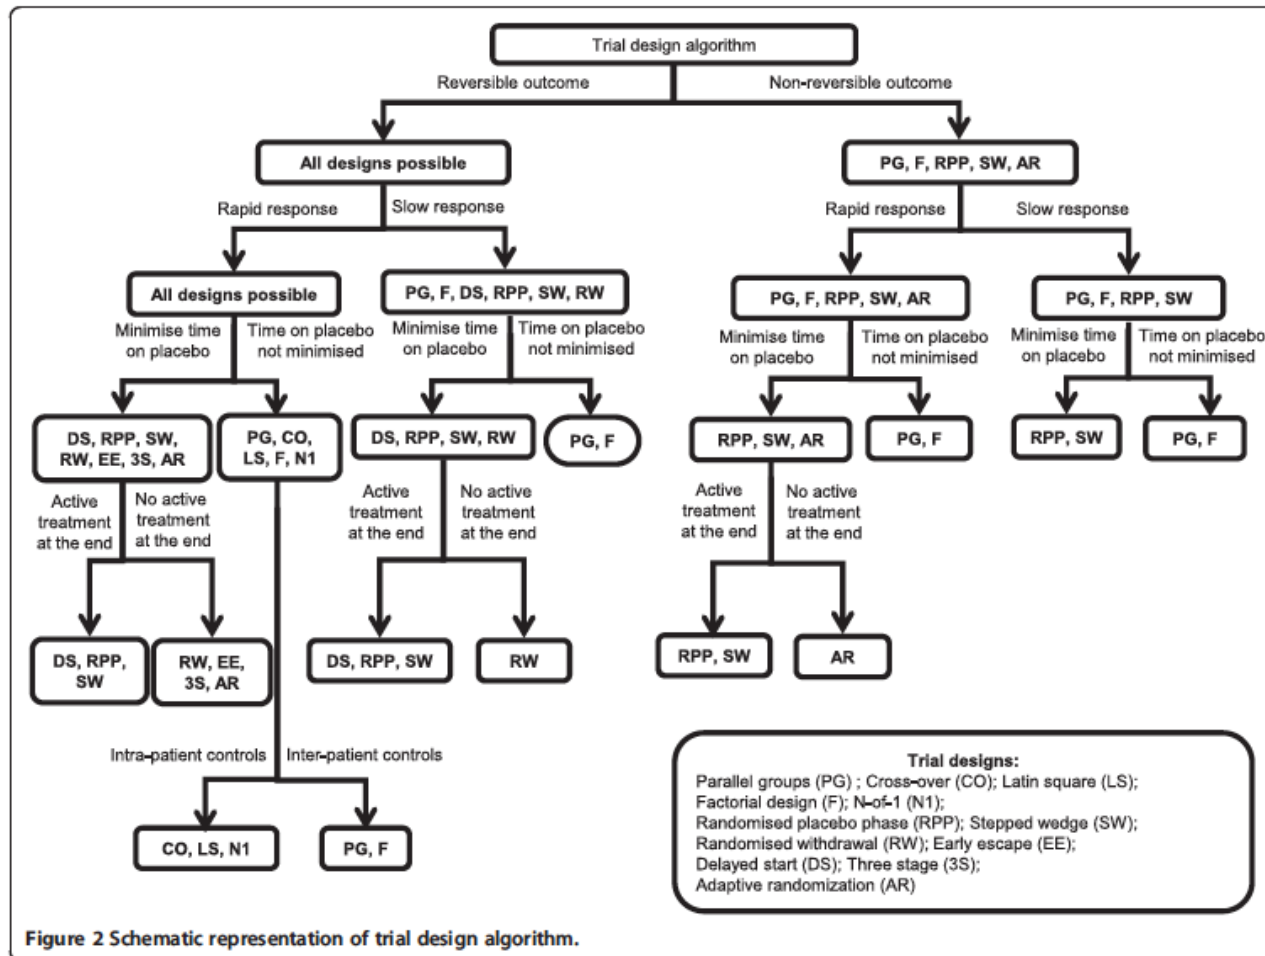 Trial design algorithm
Reversible outcome
Non-reversible outcome
All designs possible
PG, F, RPP, SW, AR
Rapid response
Slow response
Rapid response
Slow response
All designs possible
PG, F, DS, RPP, SW, RW
PG, F, RPP, SW, AR
PG, F, RPP, SW
Minimise time
on placebo
Time on placebo
not minimised
Minimise time
on placebo
Time on placebo
not minimised
Minimise time
on placebo
Time on placebo
not minimised
Minimise time
on placebo
Time on placebo
not minimised
DS, RPP, SW,
RW, EE, 3S, AR
PG, CO,
LS, F, N1
DS, RPP, SW, RW
PG, F
RPP, SW, AR
PG, F
RPP, SW
PG, F
Active
treatment
at the end
No active
treatment
at the end
Active
treatment
at the end
No active
treatment
at the end
Active
treatment
at the end
No active
treatment
at the end
DS, RPP,
SW
RW, EE,
3S, AR
DS, RPP, SW
RW
RPP, SW
AR
Intra-patient controls
Inter-patient controls
CO, LS, N1
PG, F
Trial designs:
Parallel groups (PG) ; Cross-over (CO); Latin square (LS);
Factorial design (F); N-of-1 (N1);
Randomised placebo phase (RPP); Stepped wedge (SW);
Randomised withdrawal (RW); Early escape (EE);
Delayed start (DS); Three stage (3S);
Adaptive randomization (AR)
Figure 2 Schematic representation of trial design algorithm.